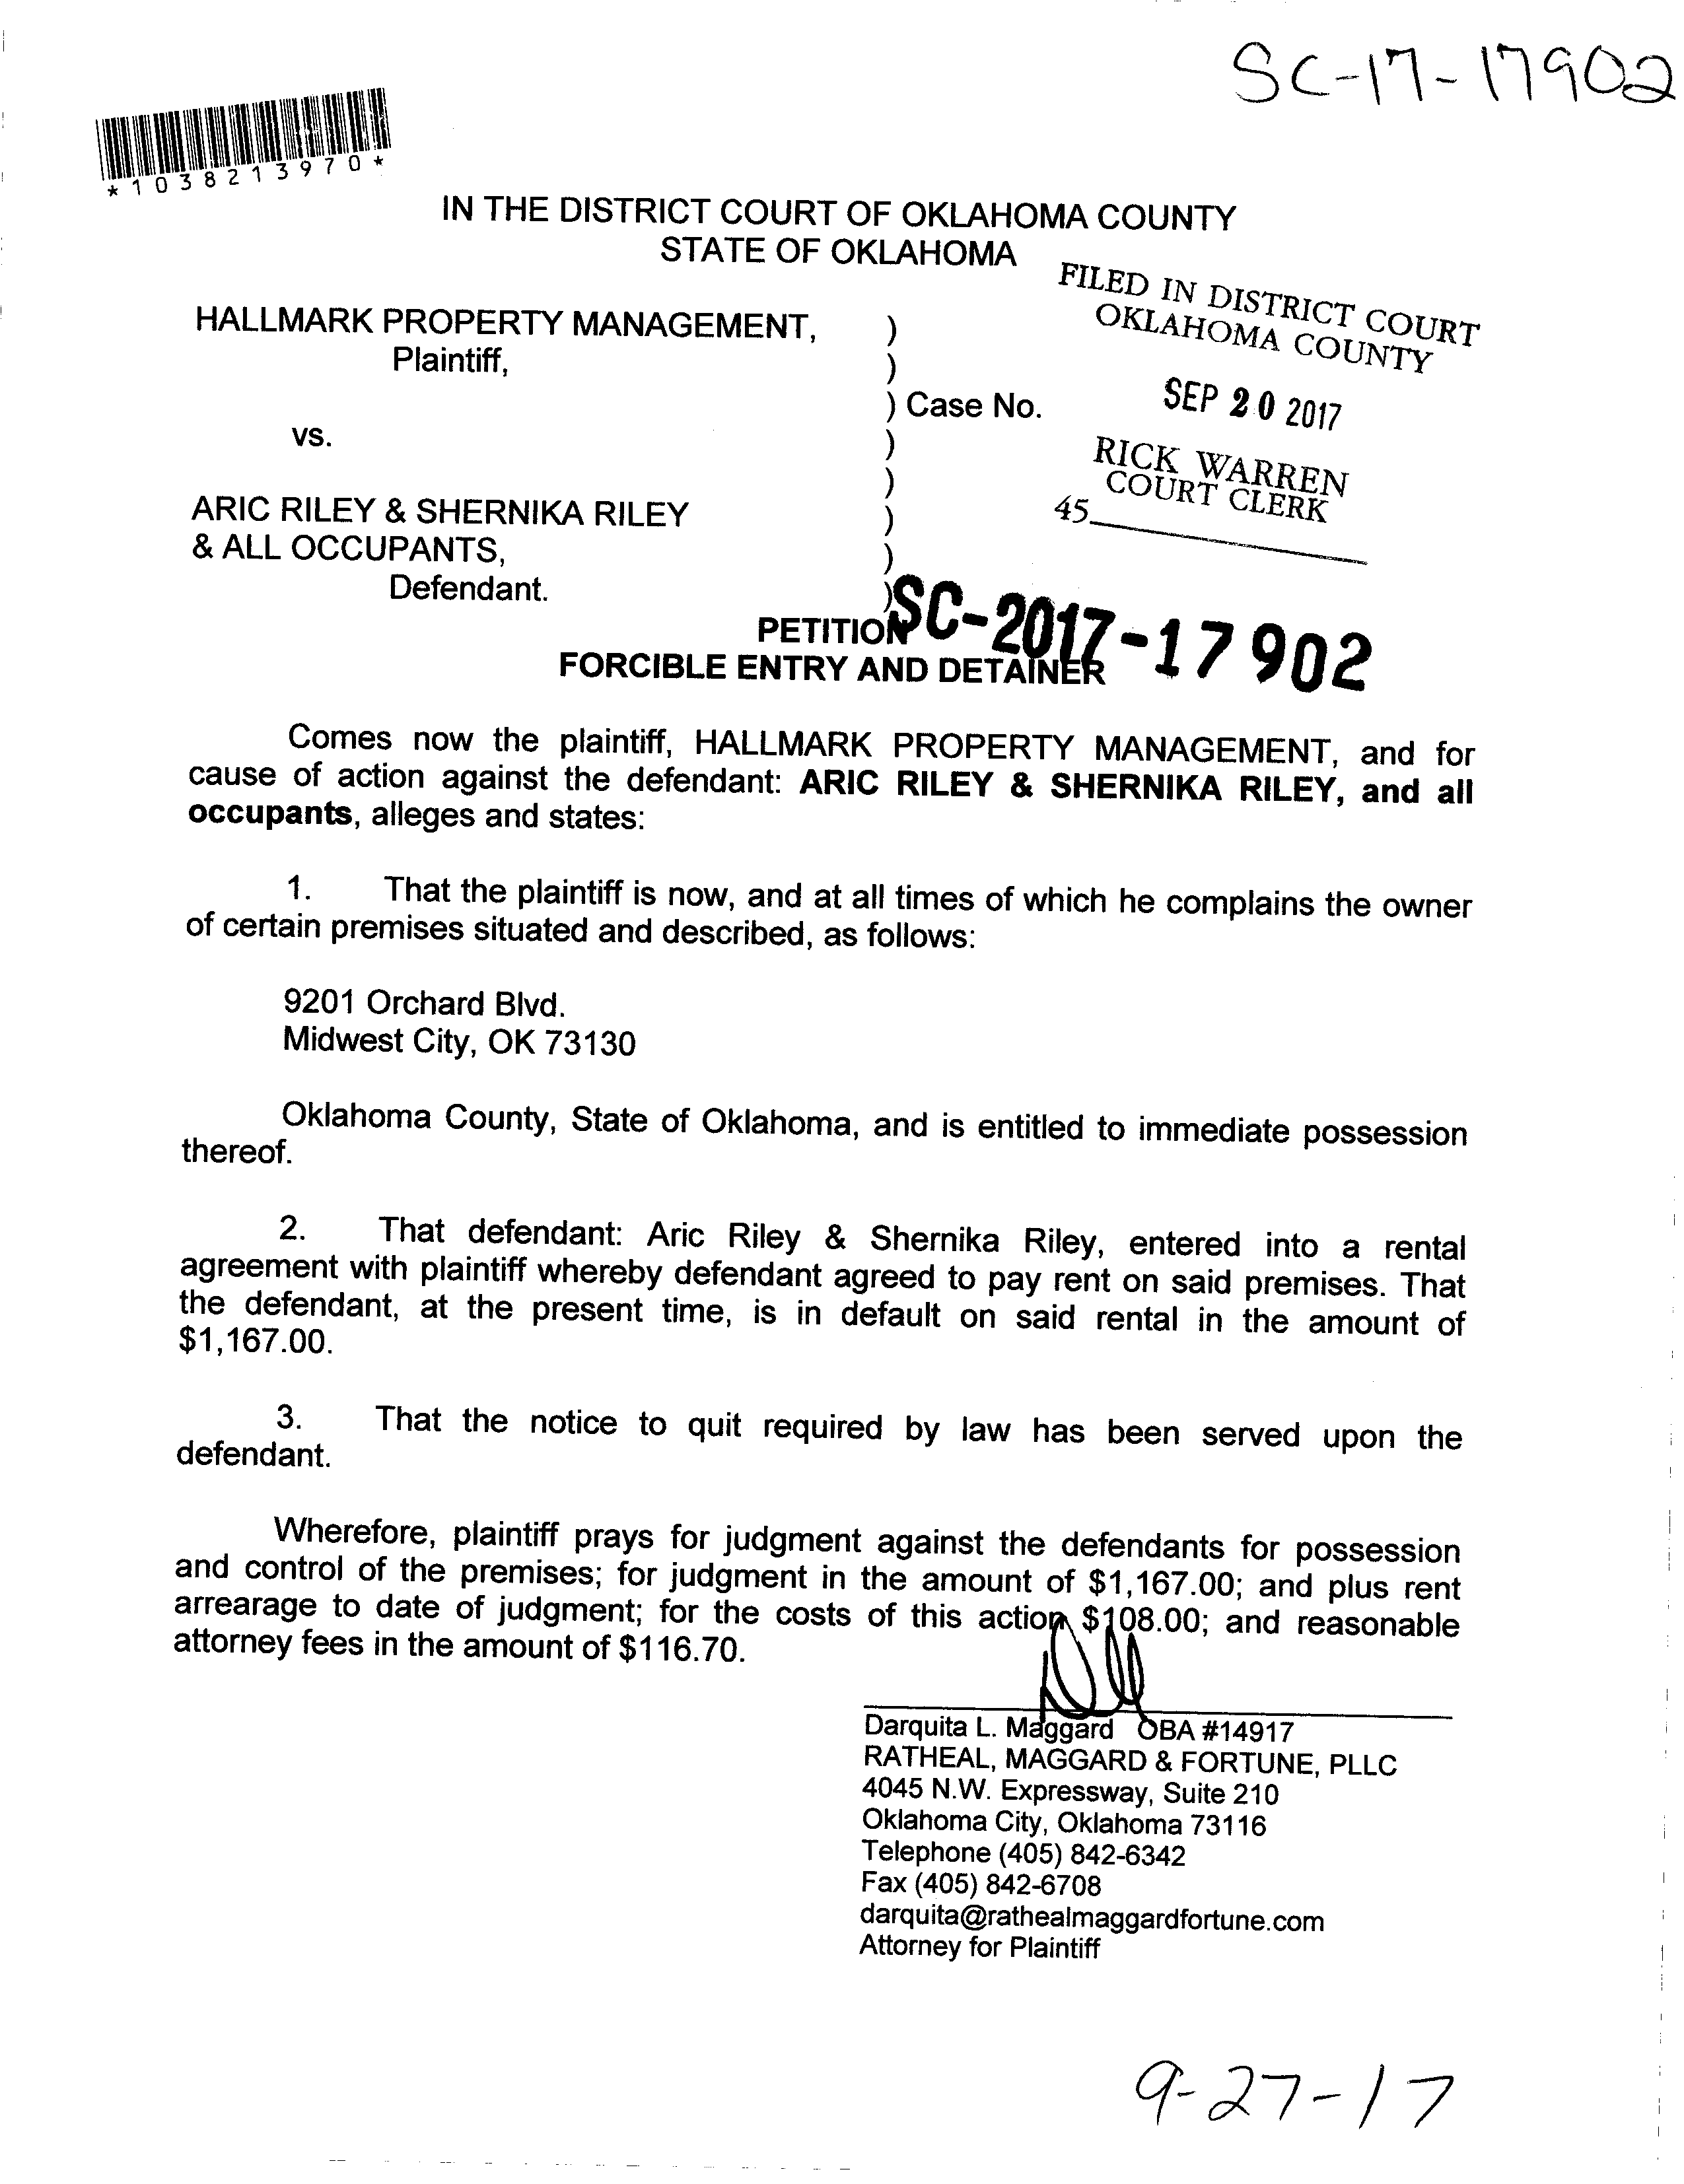 SC-17-17902
*1038213970*
IN THE DISTRICT COURT OF OKLAHOMA COUNTY
STATE OF OKLAHOMA
FILED IN DISTRICT COURT
OKLAHOMA COUNTY
HALLMARK PROPERTY MANAGEMENT, )
Plaintiff, )
) Case No.
SEP 20 2017
vs. )
)
RICK WARREN
COURT CLERK
45
ARIC RILEY & SHERNIKA RILEY )
& ALL OCCUPANTS, )
Defendant. )
SC-2017-17902
PETITION
FORCIBLE ENTRY AND DETAINER
Comes now the plaintiff, HALLMARK PROPERTY MANAGEMENT, and for
cause of action against the defendant: ARIC RILEY & SHERNIKA RILEY, and all
occupants, alleges and states:
1. That the plaintiff is now, and at all times of which he complains the owner
of certain premises situated and described, as follows:
9201 Orchard Blvd.
Midwest City, OK 73130
Oklahoma County, State of Oklahoma, and is entitled to immediate possession
thereof.
2. That defendant: Aric Riley & Shernika Riley, entered into a rental
agreement with plaintiff whereby defendant agreed to pay rent on said premises. That
the defendant, at the present time, is in default on said rental in the amount of
$1,167.00.
3. That the notice to quit required by law has been served upon the
defendant.
Wherefore, plaintiff prays for judgment against the defendants for possession
and control of the premises; for judgment in the amount of $1,167.00; and plus rent
arrearage to date of judgment; for the costs of this action $108.00; and reasonable
attorney fees in the amount of $116.70.
Darquita L. Maggard OBA #14917
RATHEAL, MAGGARD & FORTUNE, PLLC
4045 N.W. Expressway, Suite 210
Oklahoma City, Oklahoma 73116
Telephone (405) 842-6342
Fax (405) 842-6708
darquita@rathealmaggardfortune.com
Attorney for Plaintiff
9-27-17